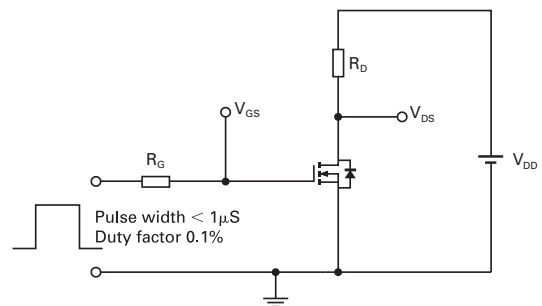 R_D
V_GS
V_DS
R_G
V_DD
Pulse width < 1μS
Duty factor 0.1%